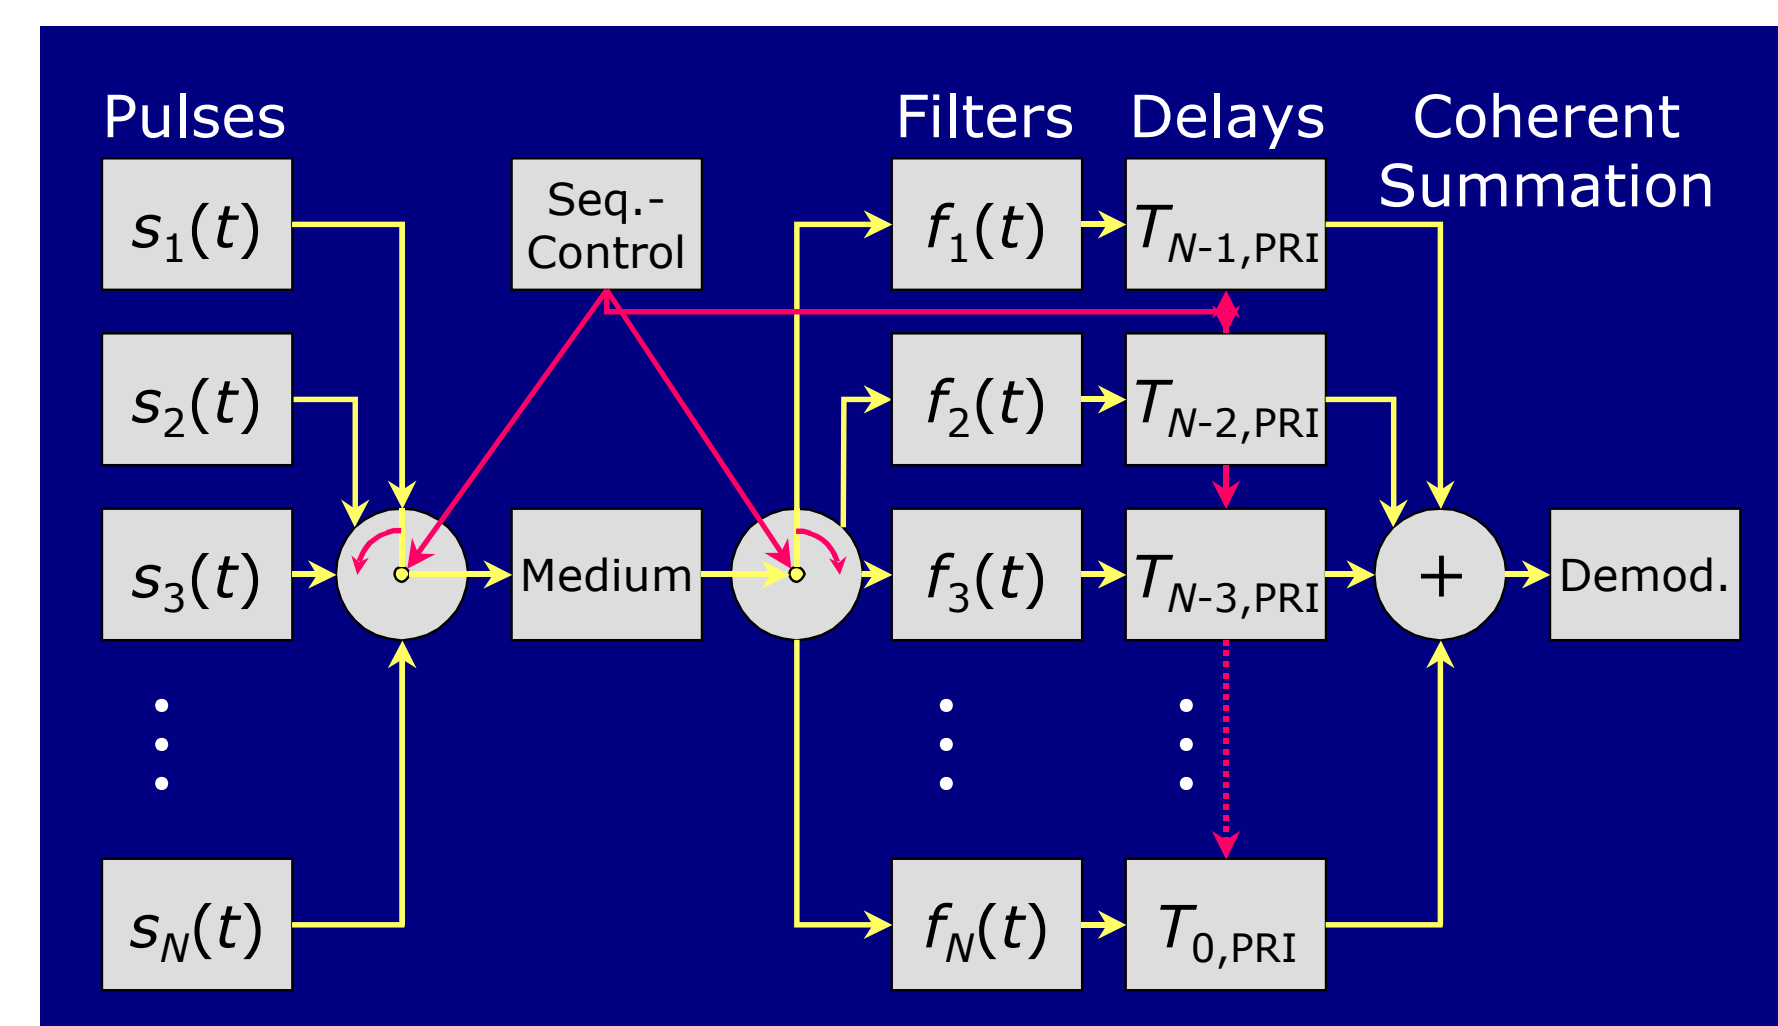 Pulses
Filters
Delays
Coherent
Summation
s1(t)
Seq.-
Control
f1(t)
TN-1,PRI
s2(t)
f2(t)
TN-2,PRI
s3(t)
Medium
f3(t)
TN-3,PRI
+
Demod.
sN(t)
fN(t)
T0,PRI